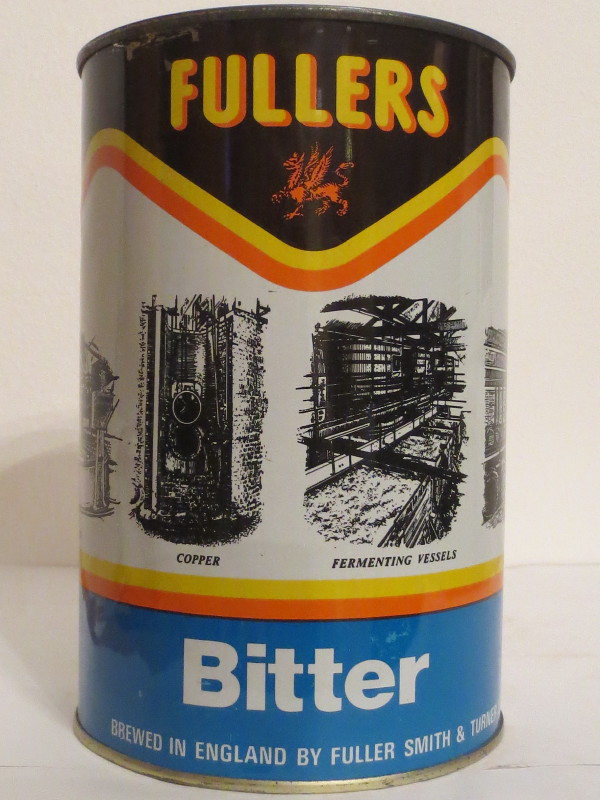 FULLERS
COPPER
FERMENTING VESSELS
Bitter
BREWED IN ENGLAND BY FULLER SMITH & TURNER